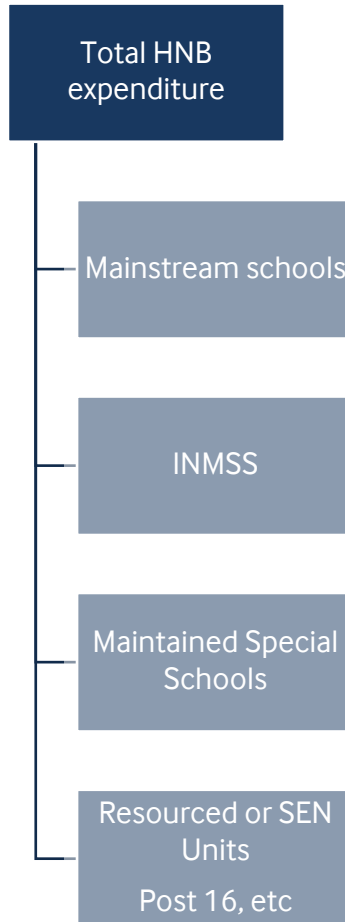 Total HNB
expenditure
Mainstream schools
INMSS
Maintained Special
Schools
Resourced or SEN
Units
Post 16, etc